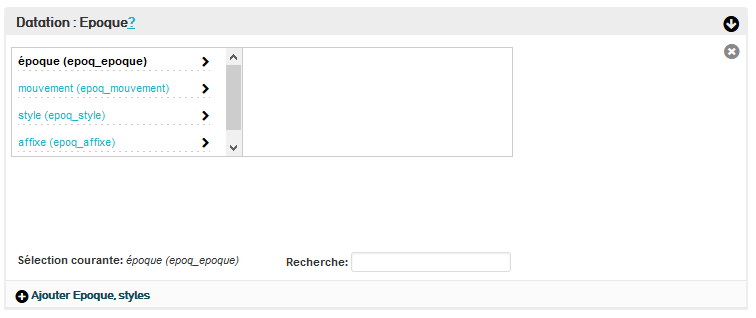 Datation : Epoque?
époque (epoq_epoque)
mouvement (epoq_mouvement)
style (epoq_style)
affixe (epoq_affixe)
Sélection courante: époque (epoq_epoque)
Recherche:
Ajouter Epoque, styles